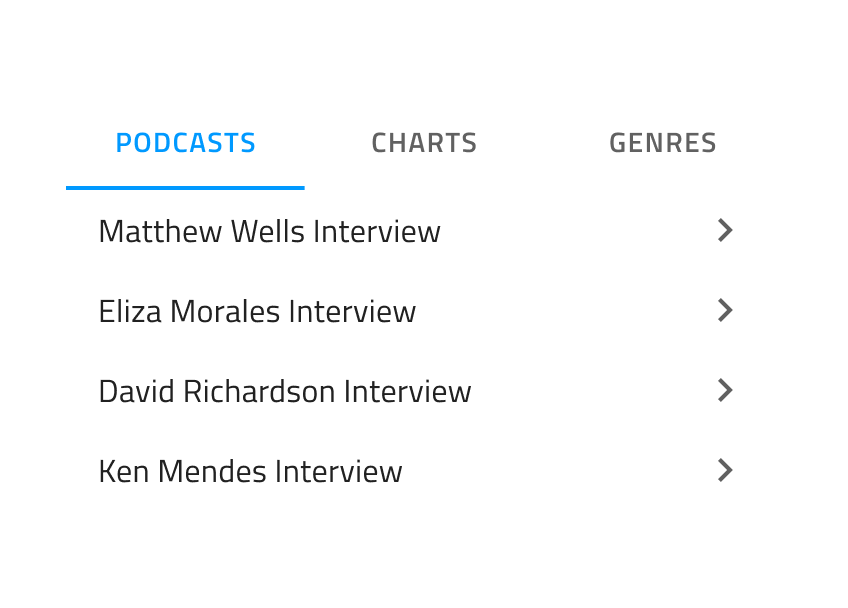 PODCASTS CHARTS GENRES
Matthew Wells Interview
Eliza Morales Interview
David Richardson Interview
Ken Mendes Interview